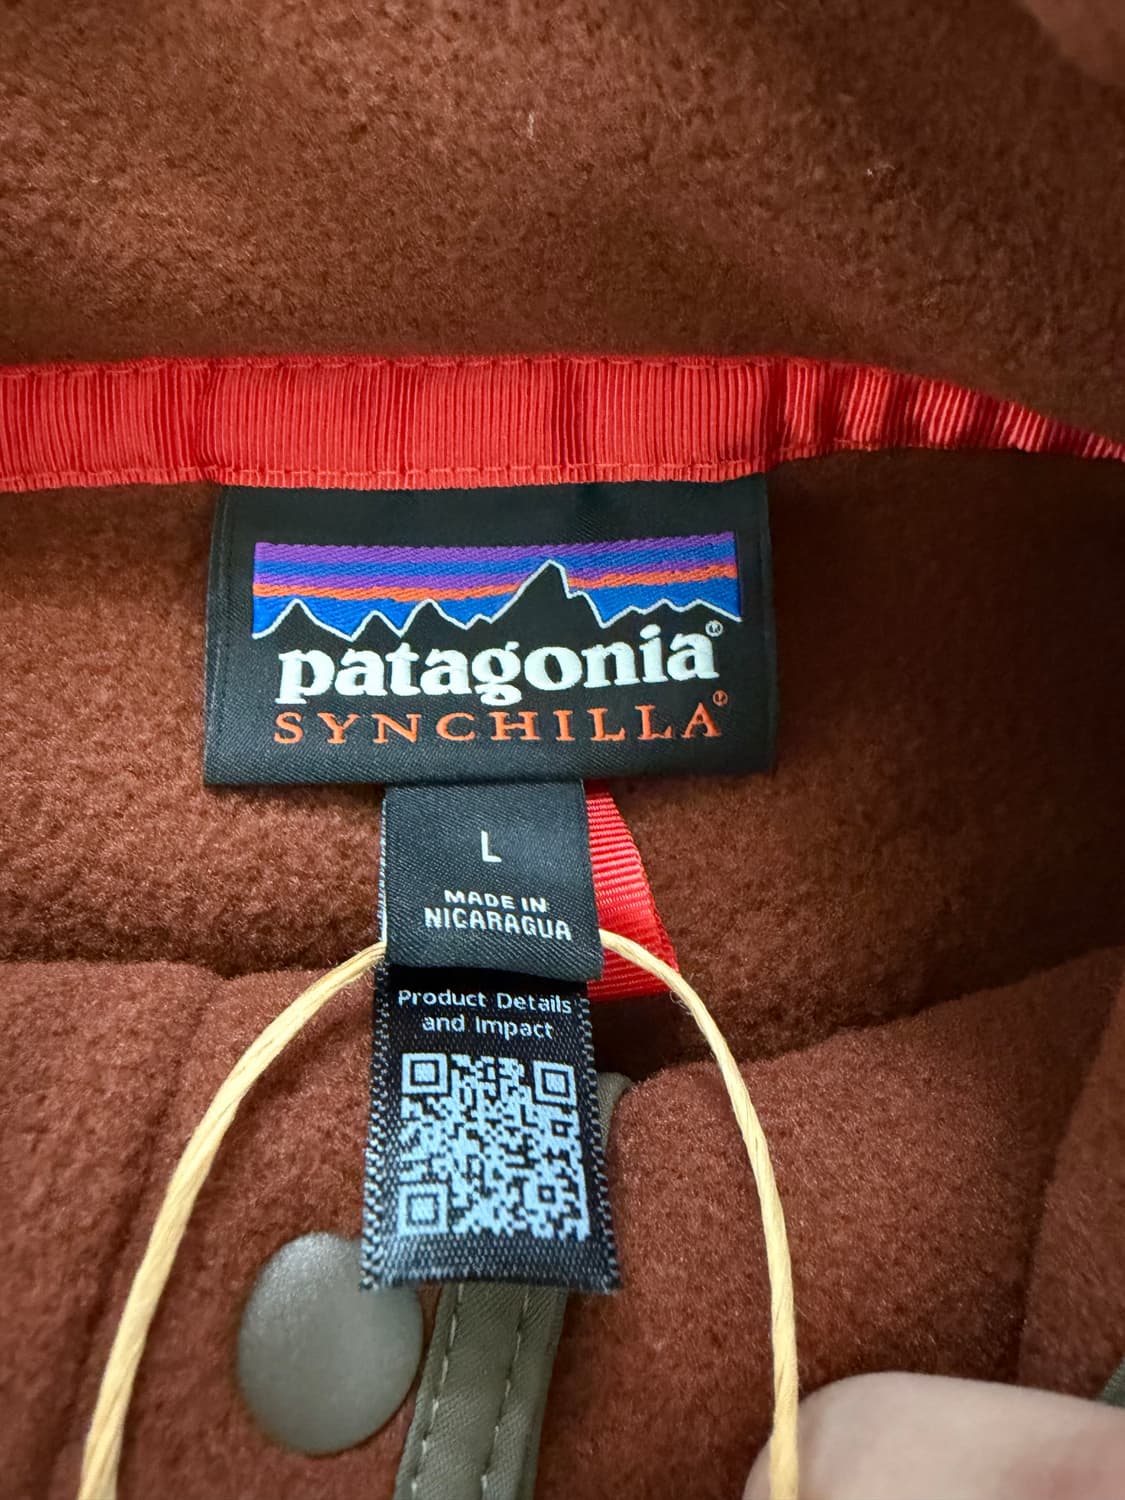 patagonia®
SYNCHILLA®
L
MADE IN
NICARAGUA
Product Details
and Impact